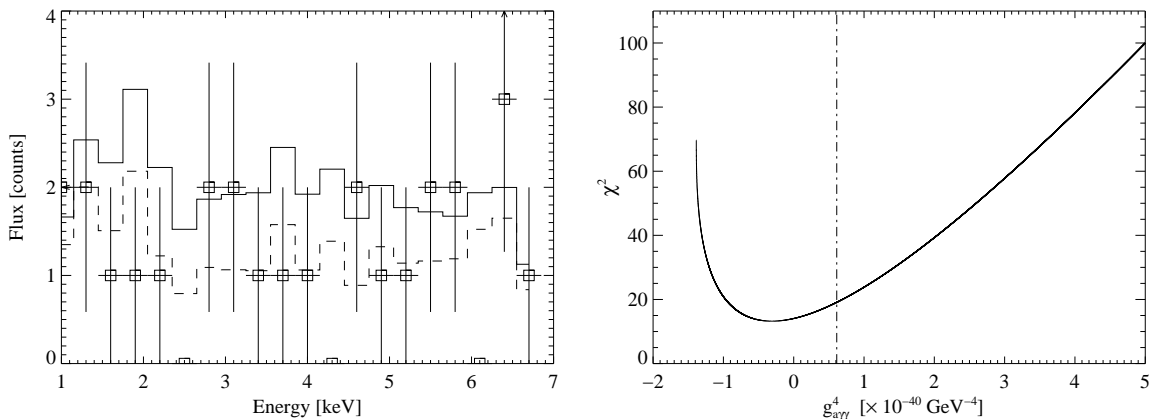 4
3
2
1
0
Flux [counts]
1 2 3 4 5 6 7
Energy [keV]
100
80
60
40
20
0
χ²
−2 −1 0 1 2 3 4 5
g⁴aγγ [× 10⁻⁴⁰ GeV⁻⁴]